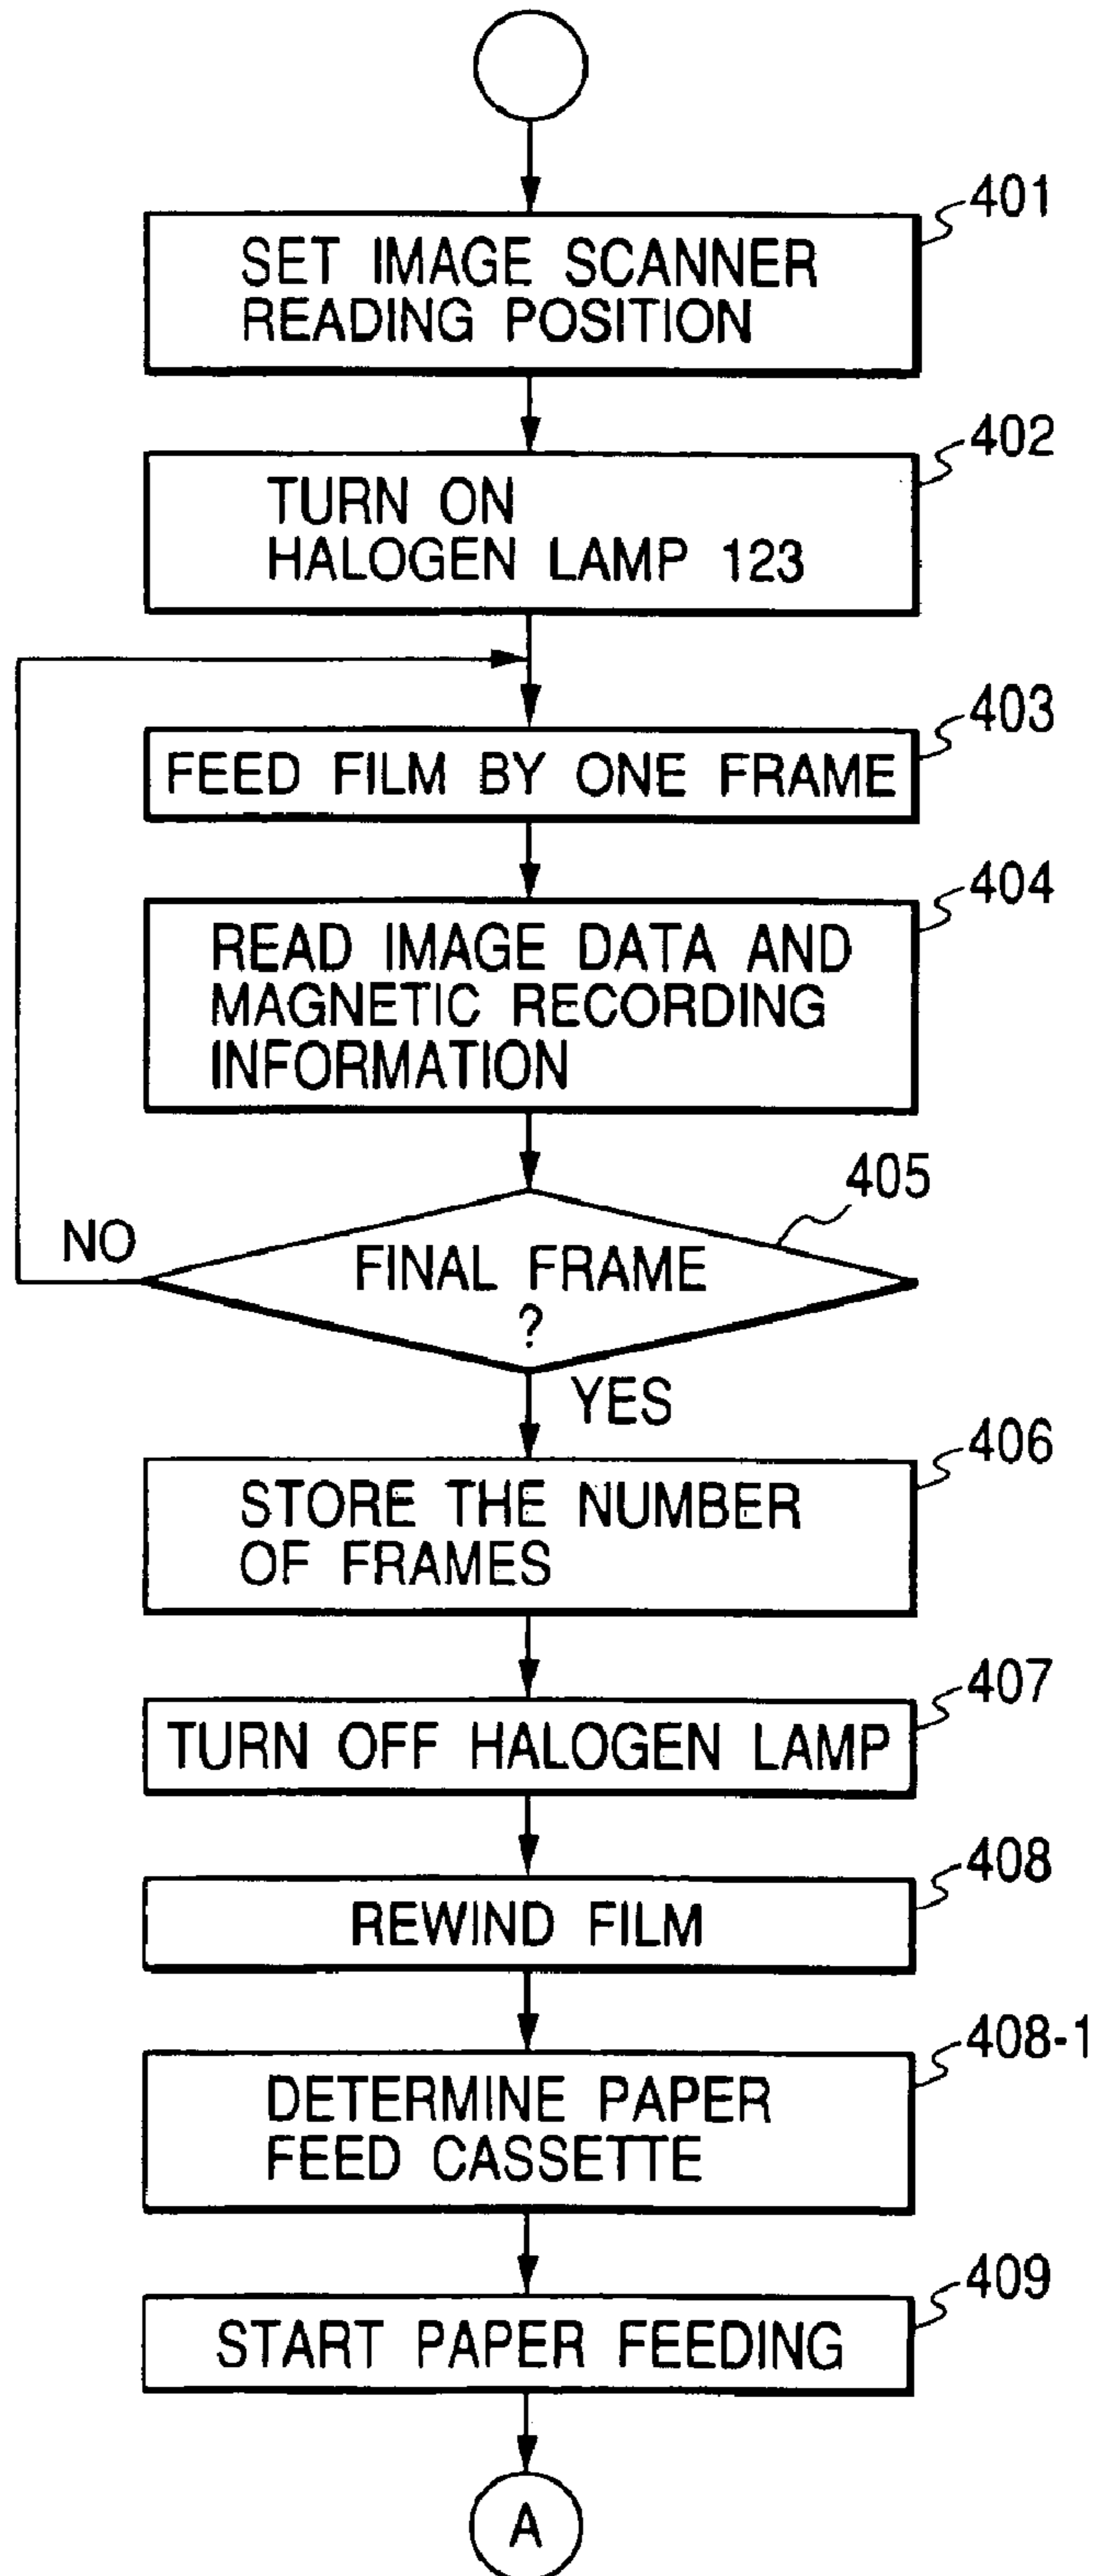 401
SET IMAGE SCANNER
READING POSITION
402
TURN ON
HALOGEN LAMP 123
403
FEED FILM BY ONE FRAME
404
READ IMAGE DATA AND
MAGNETIC RECORDING
INFORMATION
405
NO
FINAL FRAME
?
YES
406
STORE THE NUMBER
OF FRAMES
407
TURN OFF HALOGEN LAMP
408
REWIND FILM
408-1
DETERMINE PAPER
FEED CASSETTE
409
START PAPER FEEDING
A